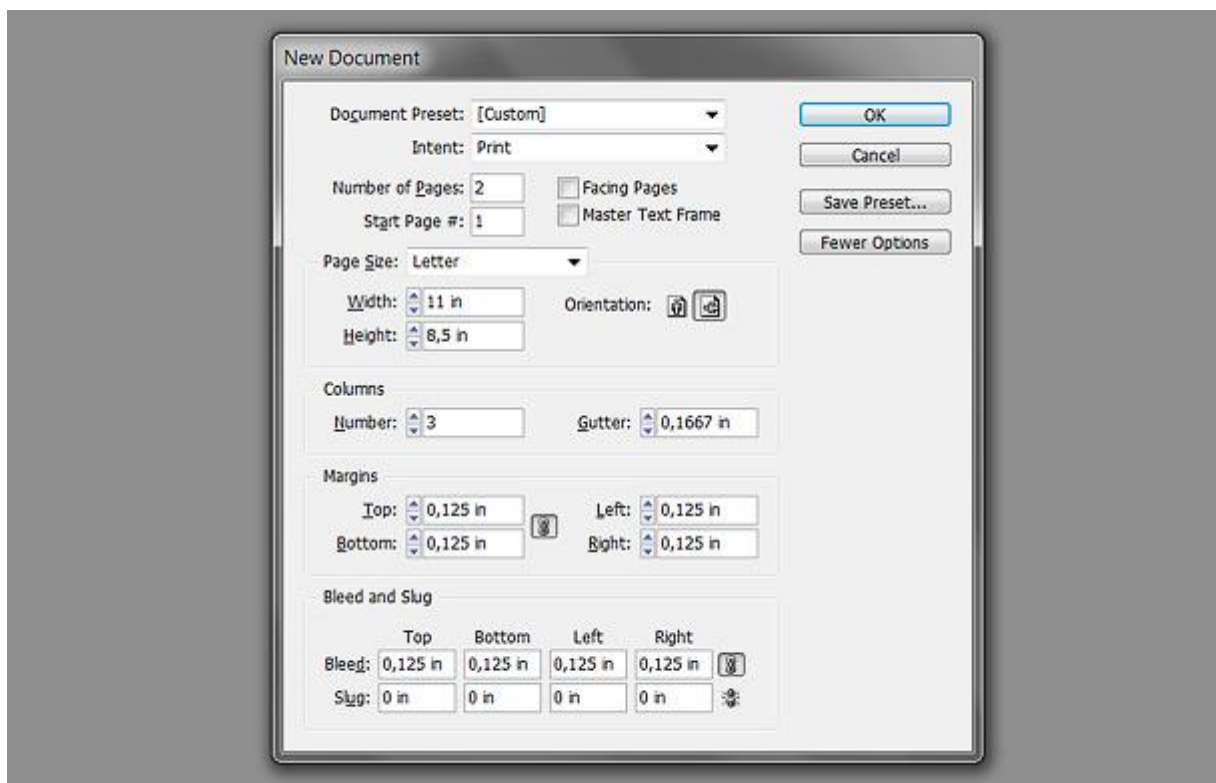 New Document
Document Preset: [Custom]
OK
Intent: Print
Cancel
Number of Pages: 2
Facing Pages
Save Preset...
Start Page #: 1
Master Text Frame
Fewer Options
Page Size: Letter
Width: 11 in
Orientation:
Height: 8,5 in
Columns
Number: 3
Gutter: 0,1667 in
Margins
Top: 0,125 in
Left: 0,125 in
Bottom: 0,125 in
Right: 0,125 in
Bleed and Slug
Top Bottom Left Right
Bleed: 0,125 in 0,125 in 0,125 in 0,125 in
Slug: 0 in 0 in 0 in 0 in